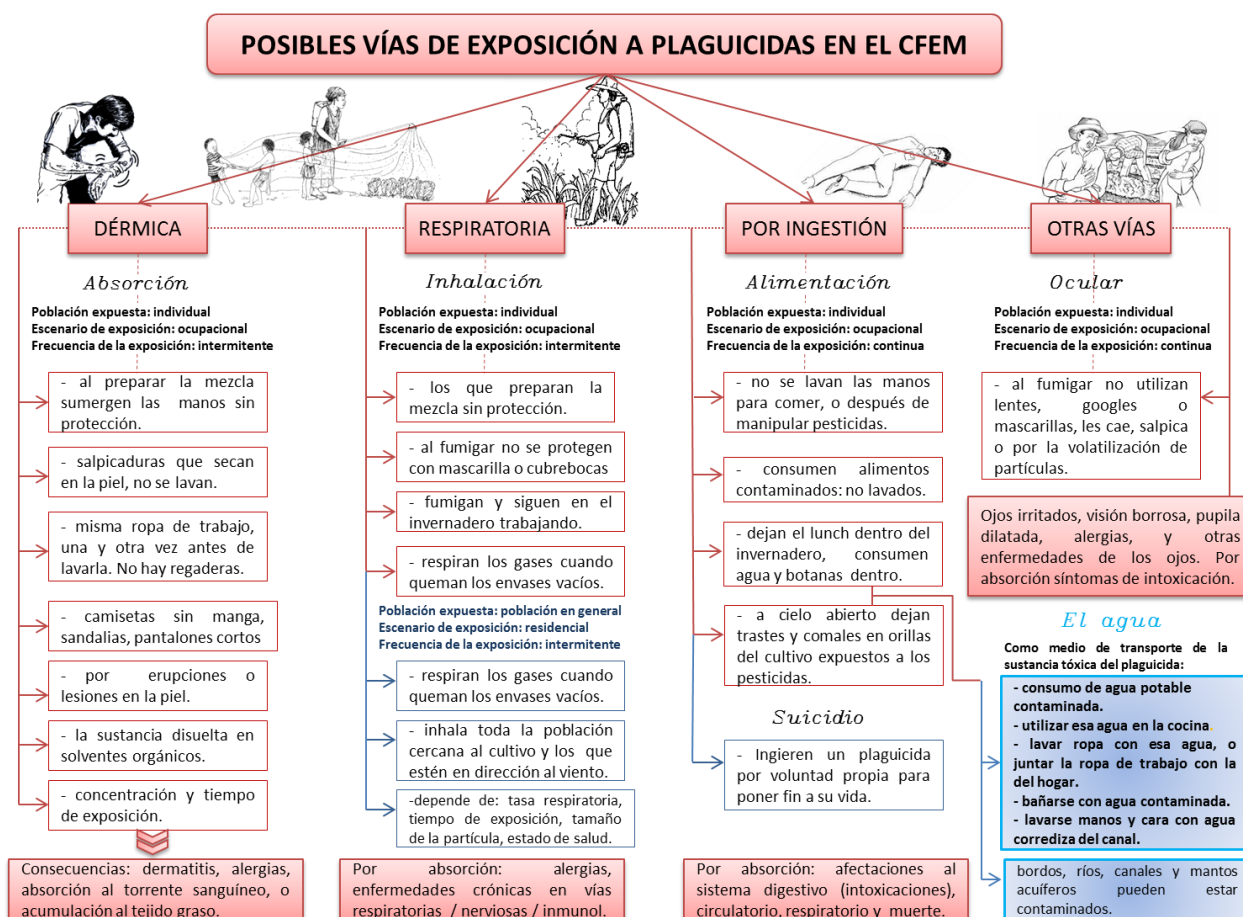 POSIBLES VÍAS DE EXPOSICIÓN A PLAGUICIDAS EN EL CFEM
DÉRMICA
Absorción
Población expuesta: individual
Escenario de exposición: ocupacional
Frecuencia de la exposición: intermitente
- al preparar la mezcla
sumergen las manos sin
protección.
- salpicaduras que secan
en la piel, no se lavan.
- misma ropa de trabajo,
una y otra vez antes de
lavarla. No hay regaderas.
- camisetas sin manga,
sandalias, pantalones cortos
- por erupciones o
lesiones en la piel.
- la sustancia disuelta en
solventes orgánicos.
- concentración y tiempo
de exposición.
Consecuencias: dermatitis, alergias,
absorción al torrente sanguíneo, o
acumulación al tejido graso.
RESPIRATORIA
Inhalación
Población expuesta: individual
Escenario de exposición: ocupacional
Frecuencia de la exposición: intermitente
- los que preparan la
mezcla sin protección.
- al fumigar no se protegen
con mascarilla o cubrebocas
- fumigan y siguen en el
invernadero trabajando.
- respiran los gases cuando
queman los envases vacíos.
Población expuesta: población en general
Escenario de exposición: residencial
Frecuencia de la exposición: intermitente
- respiran los gases cuando
queman los envases vacíos.
- inhala toda la población
cercana al cultivo y los que
estén en dirección al viento.
-depende de: tasa respiratoria,
tiempo de exposición, tamaño
de la partícula, estado de salud.
Por absorción: alergias,
enfermedades crónicas en vías
respiratorias / nerviosas / inmunol.
POR INGESTIÓN
Alimentación
Población expuesta: individual
Escenario de exposición: ocupacional
Frecuencia de la exposición: continua
- no se lavan las manos
para comer, o después de
manipular pesticidas.
- consumen alimentos
contaminados: no lavados.
- dejan el lunch dentro del
invernadero, consumen
agua y botanas dentro.
- a cielo abierto dejan
trastes y comales en orillas
del cultivo expuestos a los
pesticidas.
Suicidio
- Ingieren un plaguicida
por voluntad propia para
poner fin a su vida.
Por absorción: afectaciones al
sistema digestivo (intoxicaciones),
circulatorio, respiratorio y muerte.
OTRAS VÍAS
Ocular
Población expuesta: individual
Escenario de exposición: ocupacional
Frecuencia de la exposición: continua
- al fumigar no utilizan
lentes, googles o
mascarillas, les cae, salpica
o por la volatilización de
partículas.
Ojos irritados, visión borrosa, pupila
dilatada, alergias, y otras
enfermedades de los ojos. Por
absorción síntomas de intoxicación.
El agua
Como medio de transporte de la
sustancia tóxica del plaguicida:
- consumo de agua potable
contaminada.
- utilizar esa agua en la cocina.
- lavar ropa con esa agua, o
juntar la ropa de trabajo con la
del hogar.
- bañarse con agua contaminada.
- lavarse manos y cara con agua
corrediza del canal.
bordos, ríos, canales y mantos
acuíferos pueden estar
contaminados.